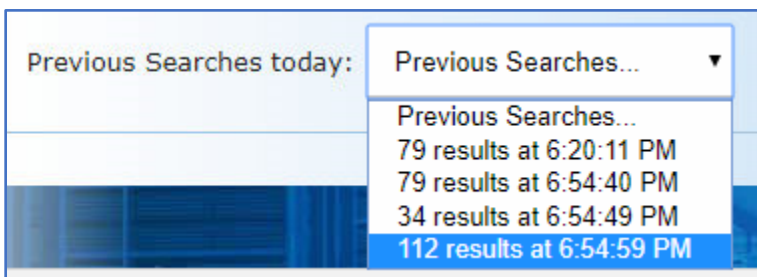 Previous Searches today: Previous Searches...
Previous Searches...
79 results at 6:20:11 PM
79 results at 6:54:40 PM
34 results at 6:54:49 PM
112 results at 6:54:59 PM